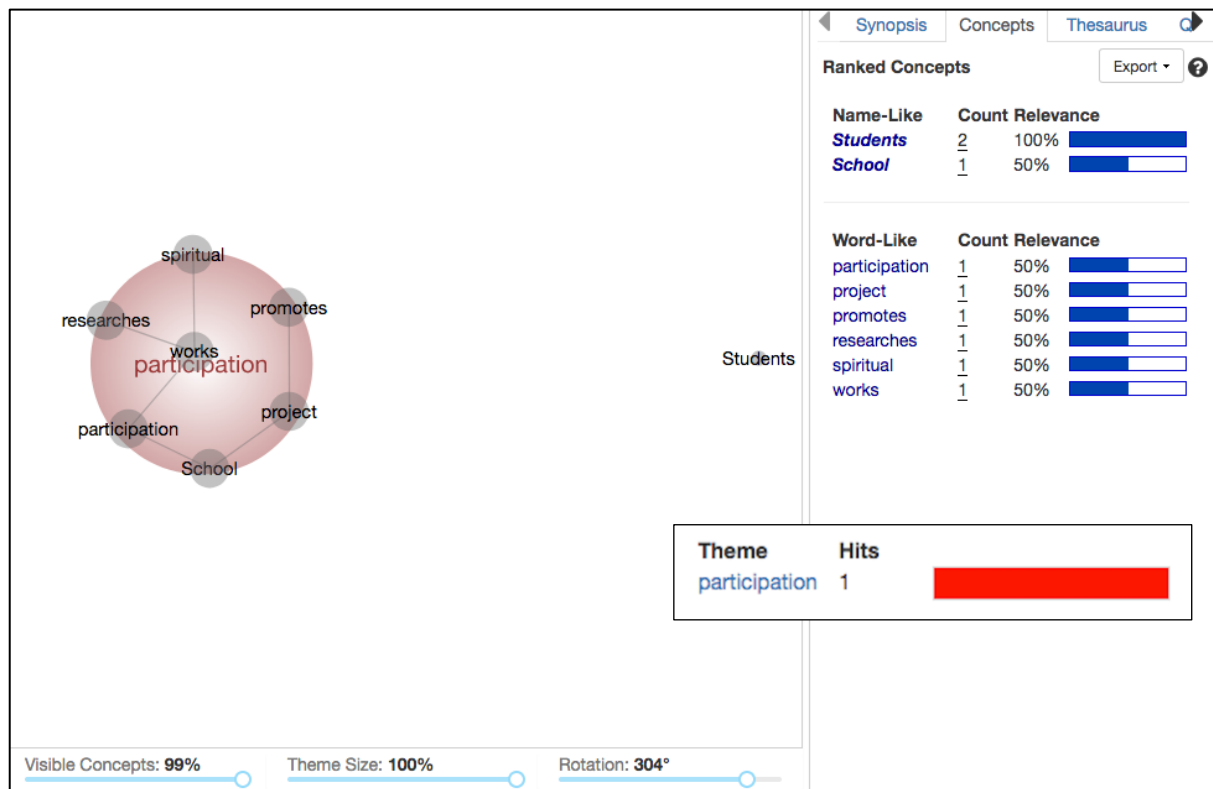 Synopsis Concepts Thesaurus Q
Ranked Concepts Export ?
Name-Like Count Relevance
Students 2 100%
School 1 50%
Word-Like Count Relevance
participation 1 50%
project 1 50%
promotes 1 50%
researches 1 50%
spiritual 1 50%
works 1 50%
spiritual
promotes
researches
works
participation
Students
project
participation
School
Theme Hits
participation 1
Visible Concepts: 99% Theme Size: 100% Rotation: 304°